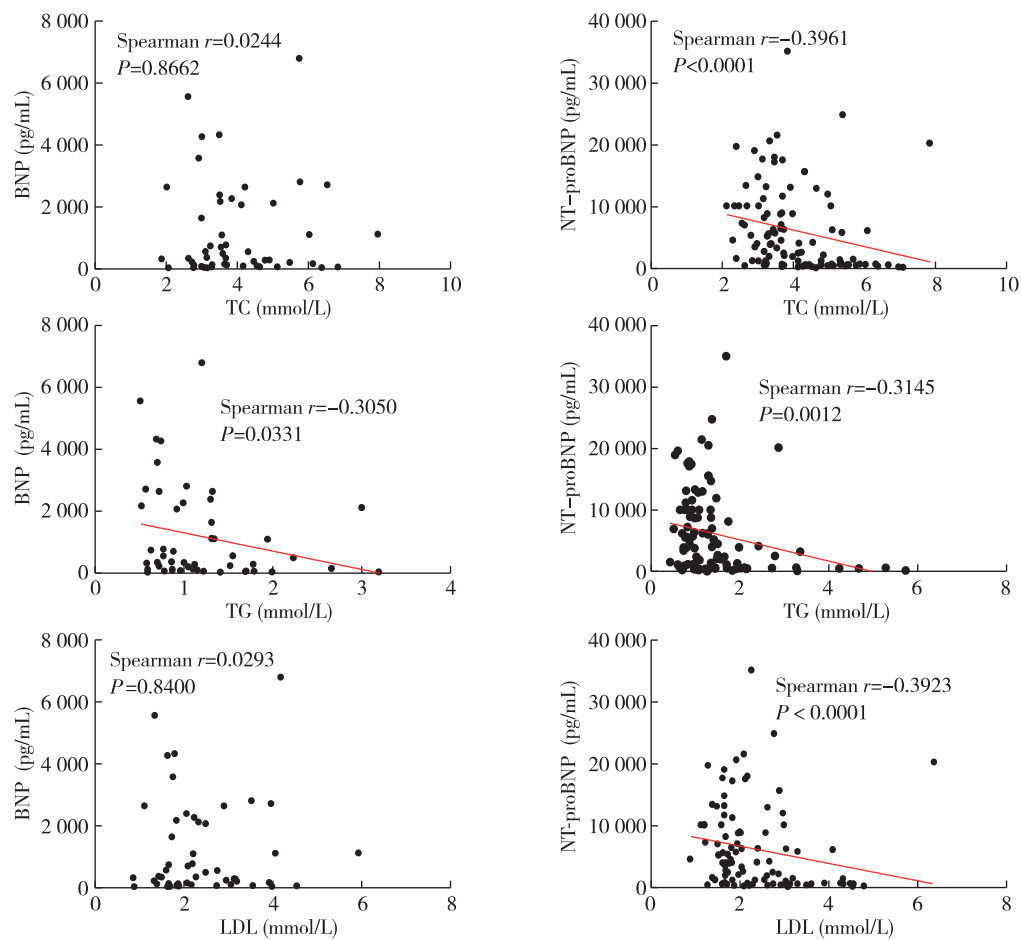 8 000
6 000
4 000
2 000
0
BNP (pg/mL)
Spearman r=0.0244
P=0.8662
0 2 4 6 8 10
TC (mmol/L)
40 000
30 000
20 000
10 000
0
NT-proBNP (pg/mL)
Spearman r=-0.3961
P<0.0001
0 2 4 6 8 10
TC (mmol/L)
8 000
6 000
4 000
2 000
0
BNP (pg/mL)
Spearman r=-0.3050
P=0.0331
0 1 2 3 4
TG (mmol/L)
40 000
30 000
20 000
10 000
0
NT-proBNP (pg/mL)
Spearman r=-0.3145
P=0.0012
0 2 4 6 8
TG (mmol/L)
8 000
6 000
4 000
2 000
0
BNP (pg/mL)
Spearman r=0.0293
P=0.8400
0 2 4 6 8
LDL (mmol/L)
40 000
30 000
20 000
10 000
0
NT-proBNP (pg/mL)
Spearman r=-0.3923
P < 0.0001
0 2 4 6 8
LDL (mmol/L)